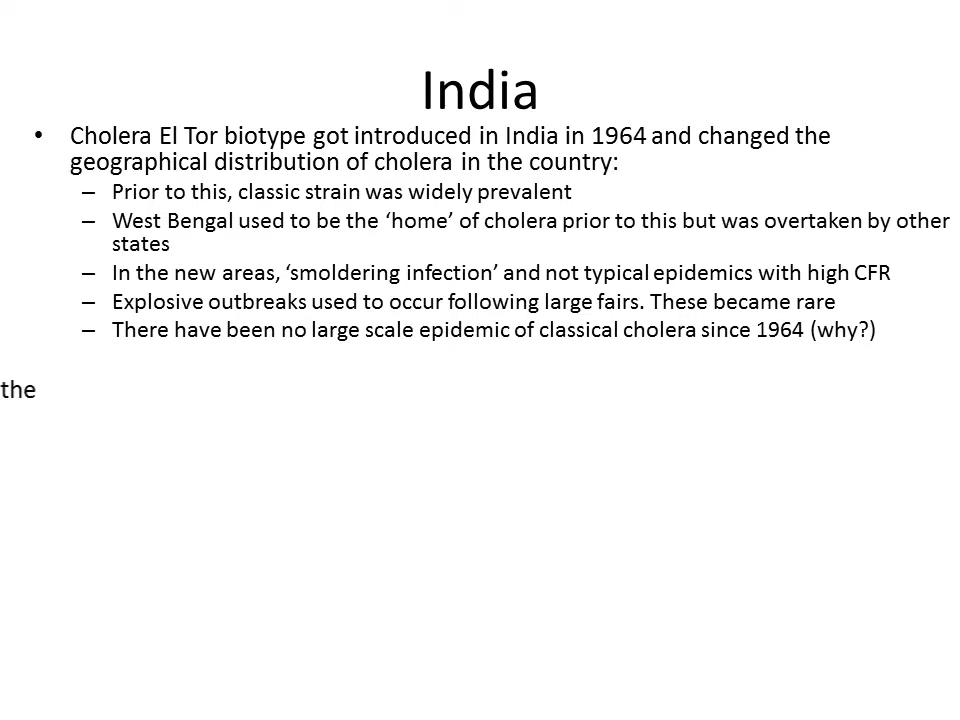 India
• Cholera El Tor biotype got introduced in India in 1964 and changed the
geographical distribution of cholera in the country:
– Prior to this, classic strain was widely prevalent
– West Bengal used to be the ‘home’ of cholera prior to this but was overtaken by other
states
– In the new areas, ‘smoldering infection’ and not typical epidemics with high CFR
– Explosive outbreaks used to occur following large fairs. These became rare
– There have been no large scale epidemic of classical cholera since 1964 (why?)
the